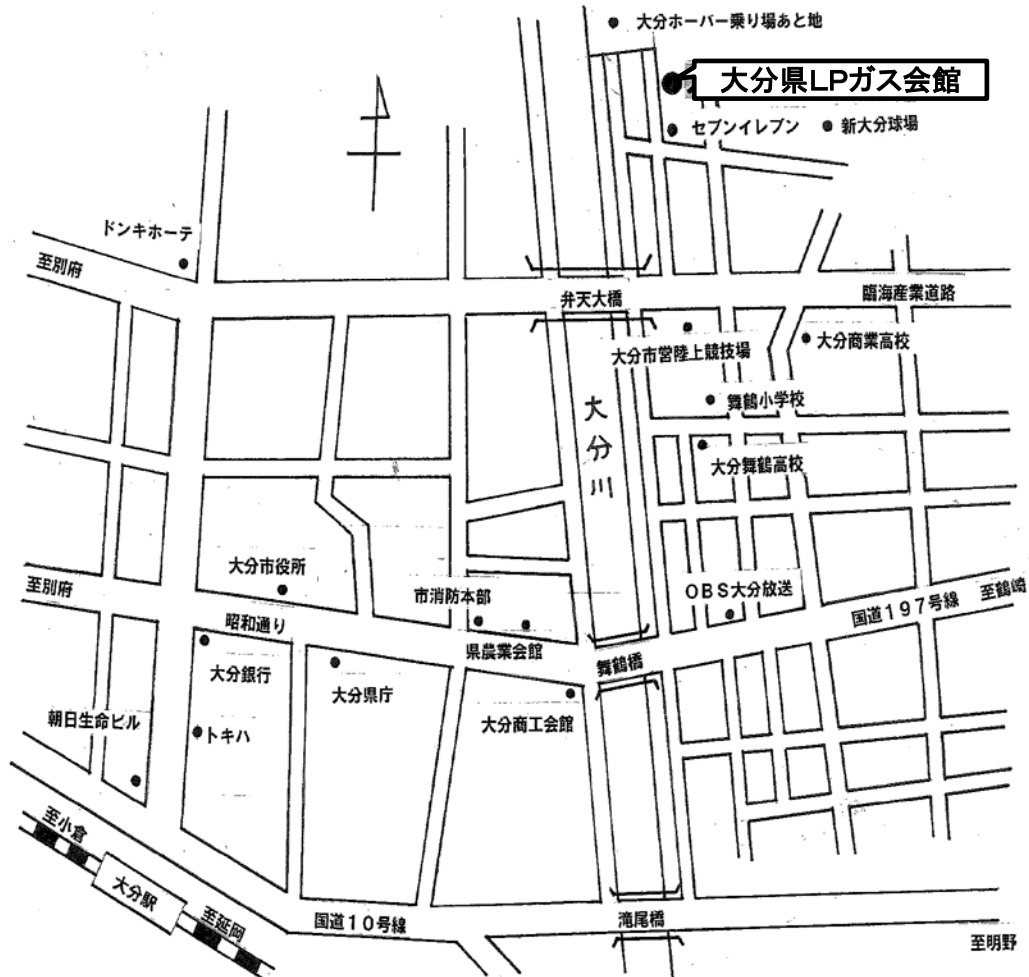 大分ホーバー乗り場あと地
大分県LPガス会館
セブンイレブン
新大分球場
ドンキホーテ
至別府
弁天大橋
臨海産業道路
大分市営陸上競技場
大分商業高校
舞鶴小学校
大分川
大分舞鶴高校
大分市役所
至別府
市消防本部
OBS大分放送
国道197号線
至鶴崎
昭和通り
県農業会館
舞鶴橋
大分銀行
大分県庁
朝日生命ビル
トキハ
大分商工会館
至小倉
大分駅
至延岡
国道10号線
滝尾橋
至明野